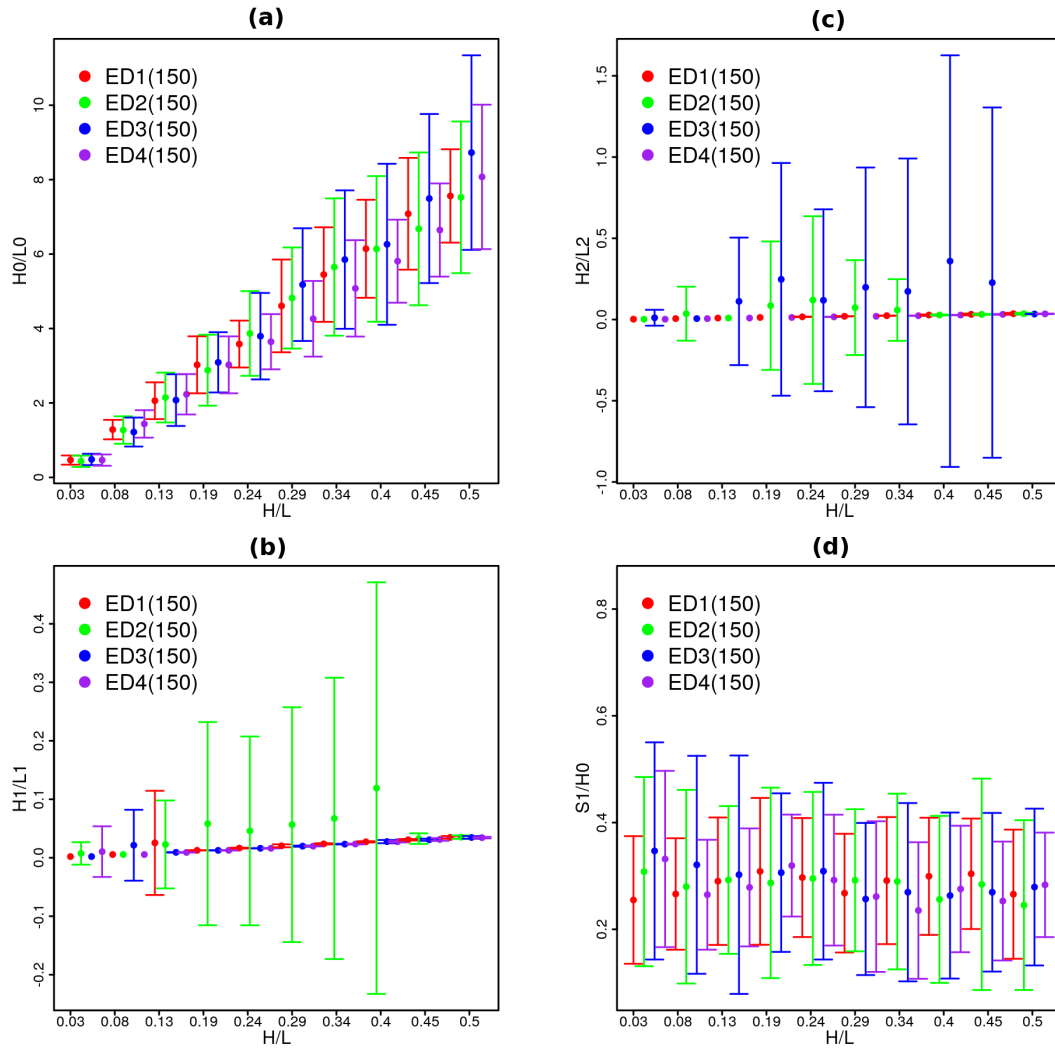 (a)
ED1(150)
ED2(150)
ED3(150)
ED4(150)
H0/L0
0 2 4 6 8 10
0.03 0.08 0.13 0.19 0.24 0.29 0.34 0.4 0.45 0.5
H/L
(c)
ED1(150)
ED2(150)
ED3(150)
ED4(150)
H2/L2
-1.0 -0.5 0.0 0.5 1.0 1.5
0.03 0.08 0.13 0.19 0.24 0.29 0.34 0.4 0.45 0.5
H/L
(b)
ED1(150)
ED2(150)
ED3(150)
ED4(150)
H1/L1
-0.2 -0.1 0.0 0.1 0.2 0.3 0.4
0.03 0.08 0.13 0.19 0.24 0.29 0.34 0.4 0.45 0.5
H/L
(d)
ED1(150)
ED2(150)
ED3(150)
ED4(150)
S1/H0
0.2 0.4 0.6 0.8
0.03 0.08 0.13 0.19 0.24 0.29 0.34 0.4 0.45 0.5
H/L